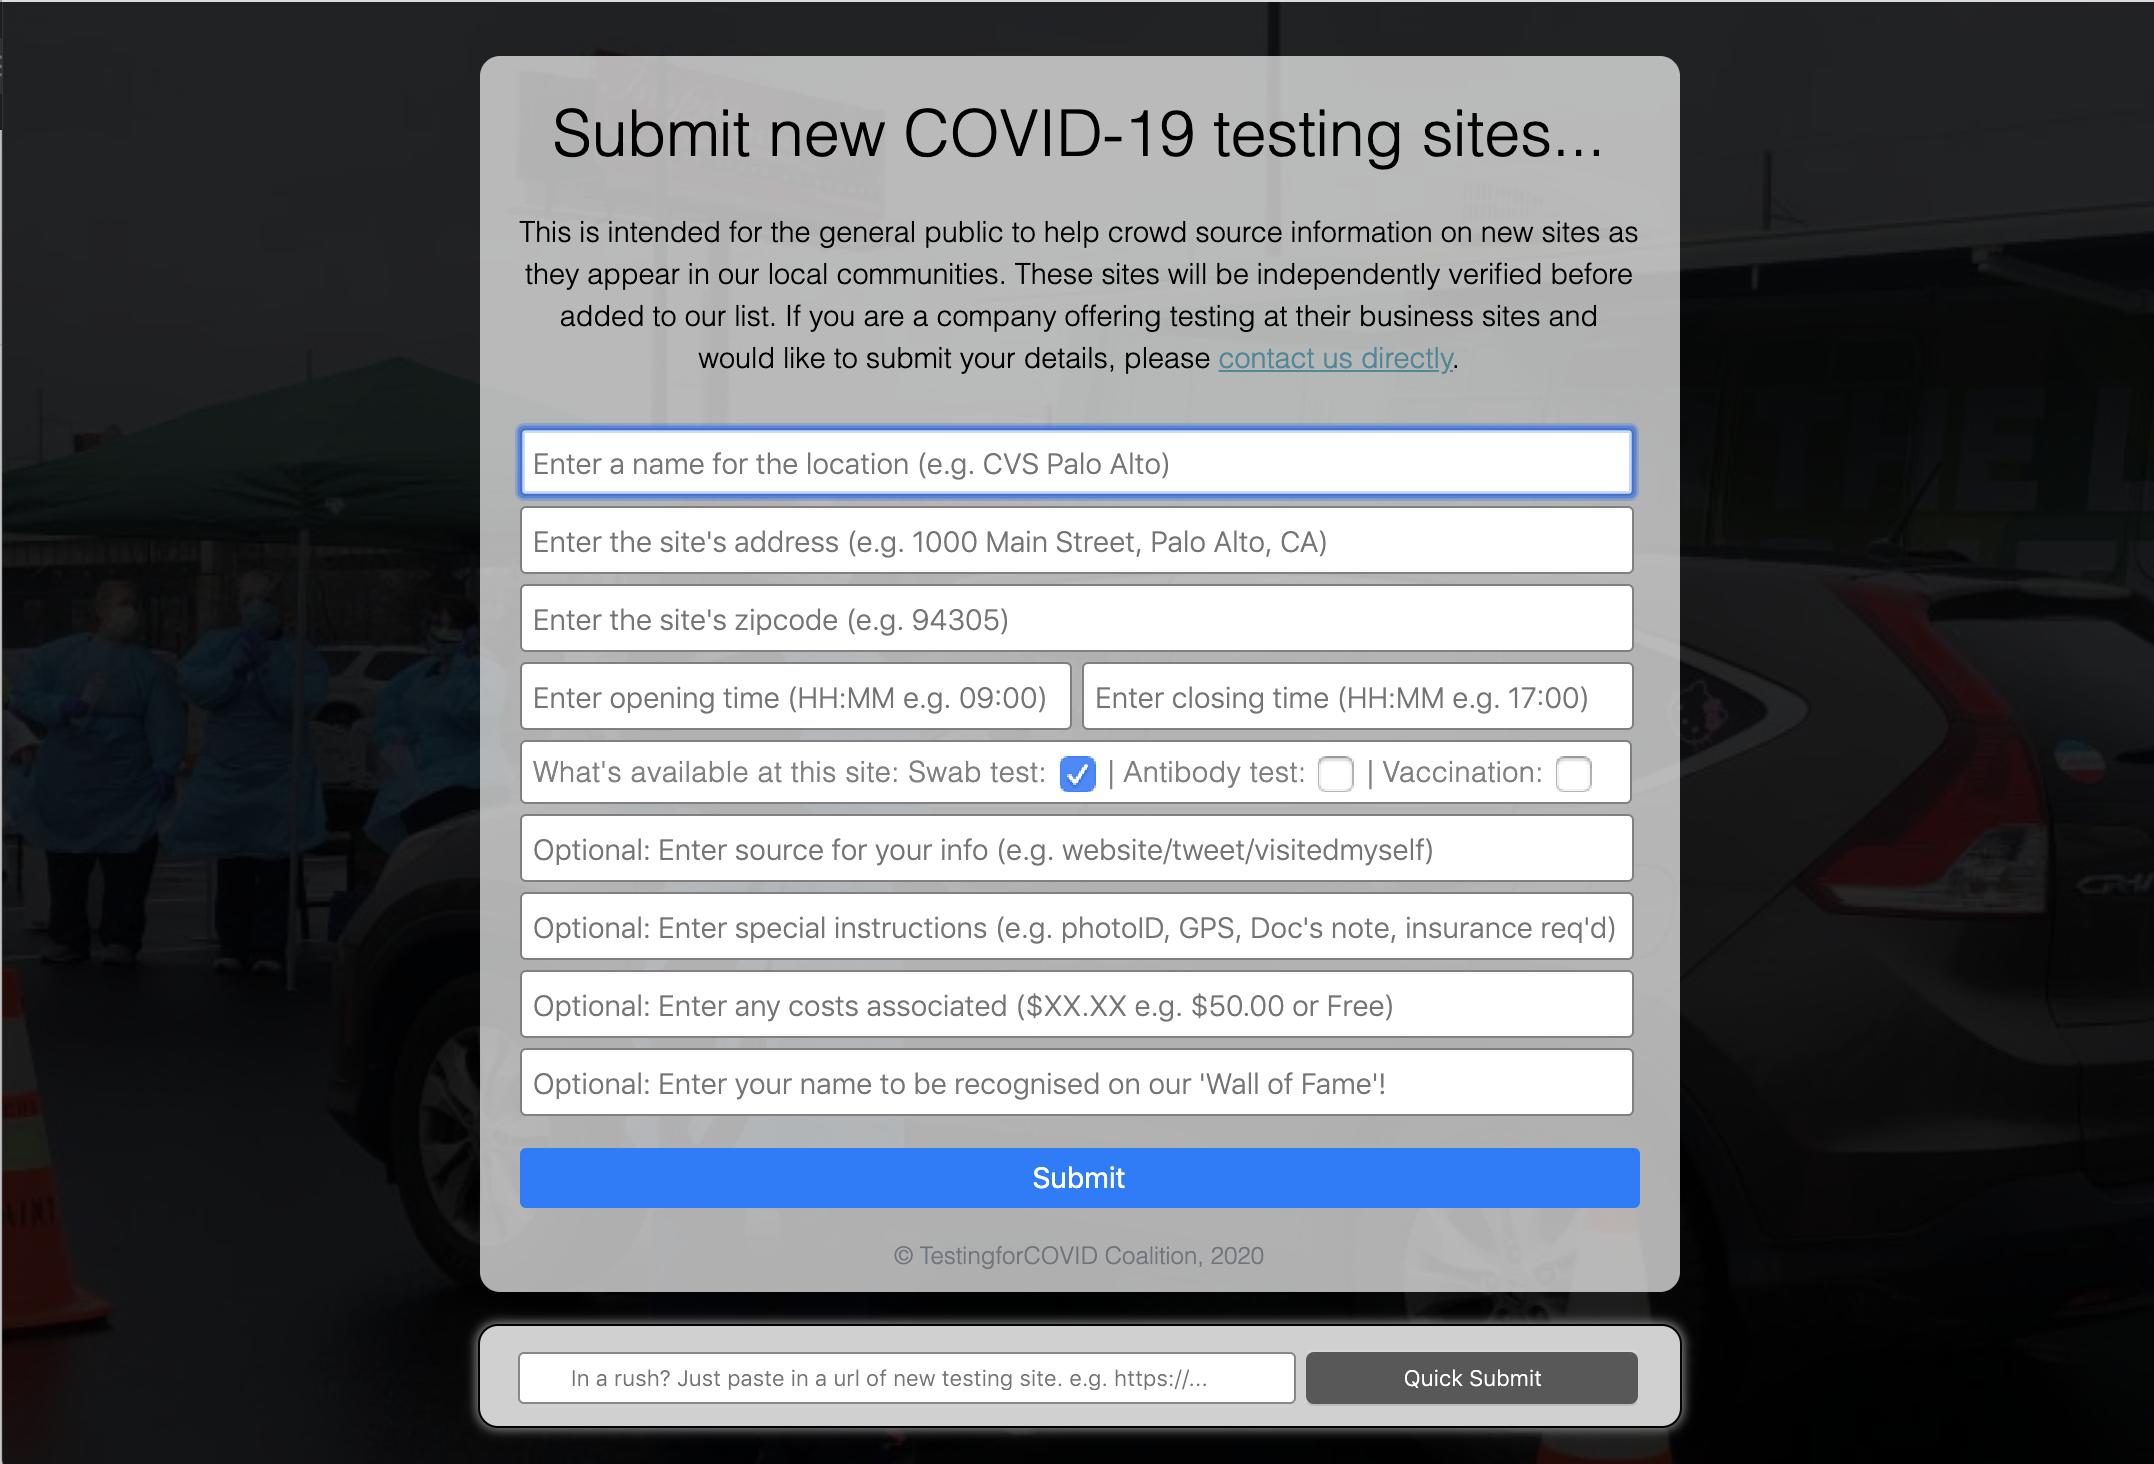 Submit new COVID-19 testing sites...
This is intended for the general public to help crowd source information on new sites as
they appear in our local communities. These sites will be independently verified before
added to our list. If you are a company offering testing at their business sites and
would like to submit your details, please contact us directly.
Enter a name for the location (e.g. CVS Palo Alto)
Enter the site's address (e.g. 1000 Main Street, Palo Alto, CA)
Enter the site's zipcode (e.g. 94305)
Enter opening time (HH:MM e.g. 09:00) Enter closing time (HH:MM e.g. 17:00)
What's available at this site: Swab test: | Antibody test: | Vaccination:
Optional: Enter source for your info (e.g. website/tweet/visitedmyself)
Optional: Enter special instructions (e.g. photoID, GPS, Doc's note, insurance req'd)
Optional: Enter any costs associated ($XX.XX e.g. $50.00 or Free)
Optional: Enter your name to be recognised on our 'Wall of Fame'!
Submit
© TestingforCOVID Coalition, 2020
In a rush? Just paste in a url of new testing site. e.g. https://... Quick Submit